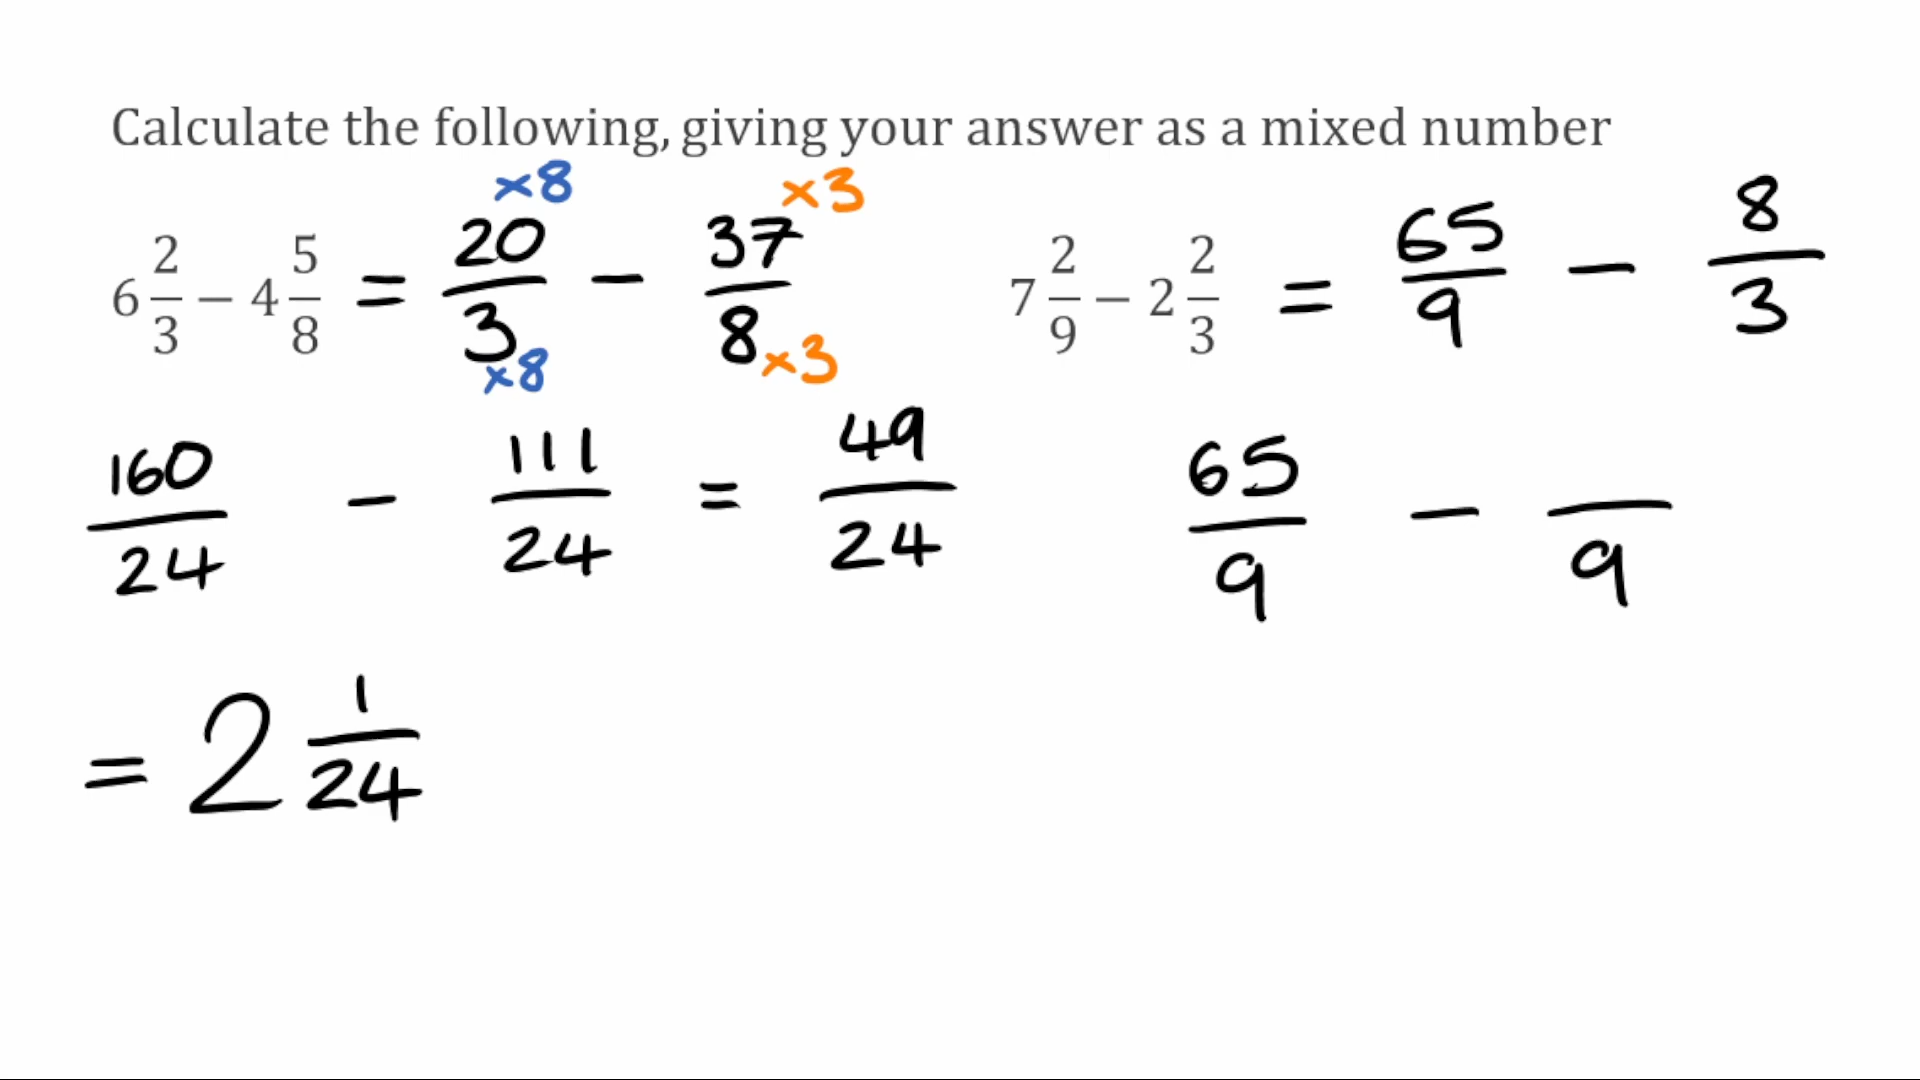 Calculate the following, giving your answer as a mixed number
6 2/3 − 4 5/8 = 20/3 − 37/8
×8 ×3
×8 ×3
160/24 − 111/24 = 49/24
= 2 1/24
7 2/9 − 2 2/3 = 65/9 − 8/3
65/9 − /9